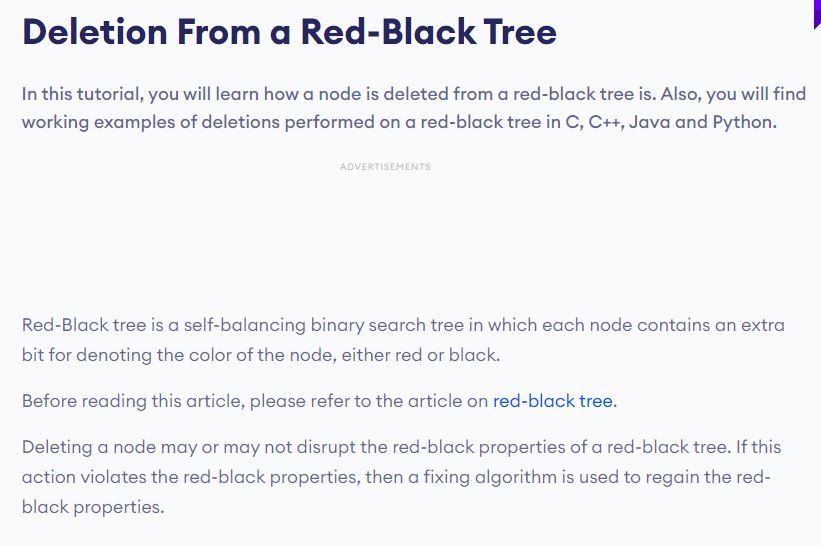 Deletion From a Red-Black Tree
In this tutorial, you will learn how a node is deleted from a red-black tree is. Also, you will find
working examples of deletions performed on a red-black tree in C, C++, Java and Python.
ADVERTISEMENTS
Red-Black tree is a self-balancing binary search tree in which each node contains an extra
bit for denoting the color of the node, either red or black.
Before reading this article, please refer to the article on red-black tree.
Deleting a node may or may not disrupt the red-black properties of a red-black tree. If this
action violates the red-black properties, then a fixing algorithm is used to regain the red-
black properties.